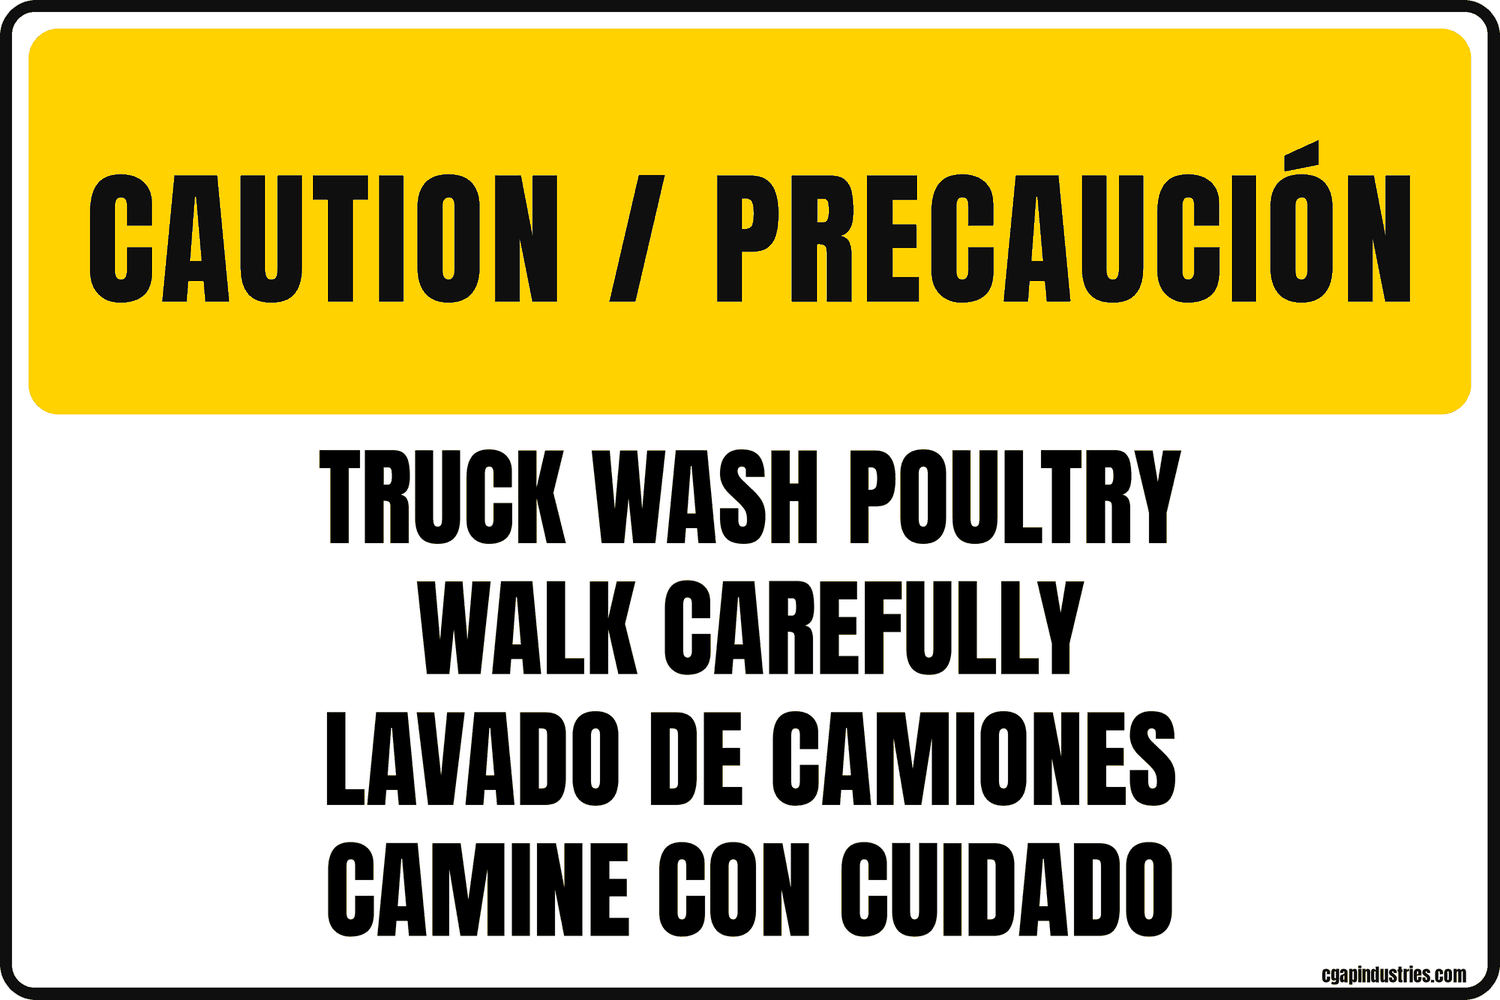 CAUTION / PRECAUCIÓN
TRUCK WASH POULTRY
WALK CAREFULLY
LAVADO DE CAMIONES
CAMINE CON CUIDADO
cgapindustries.com